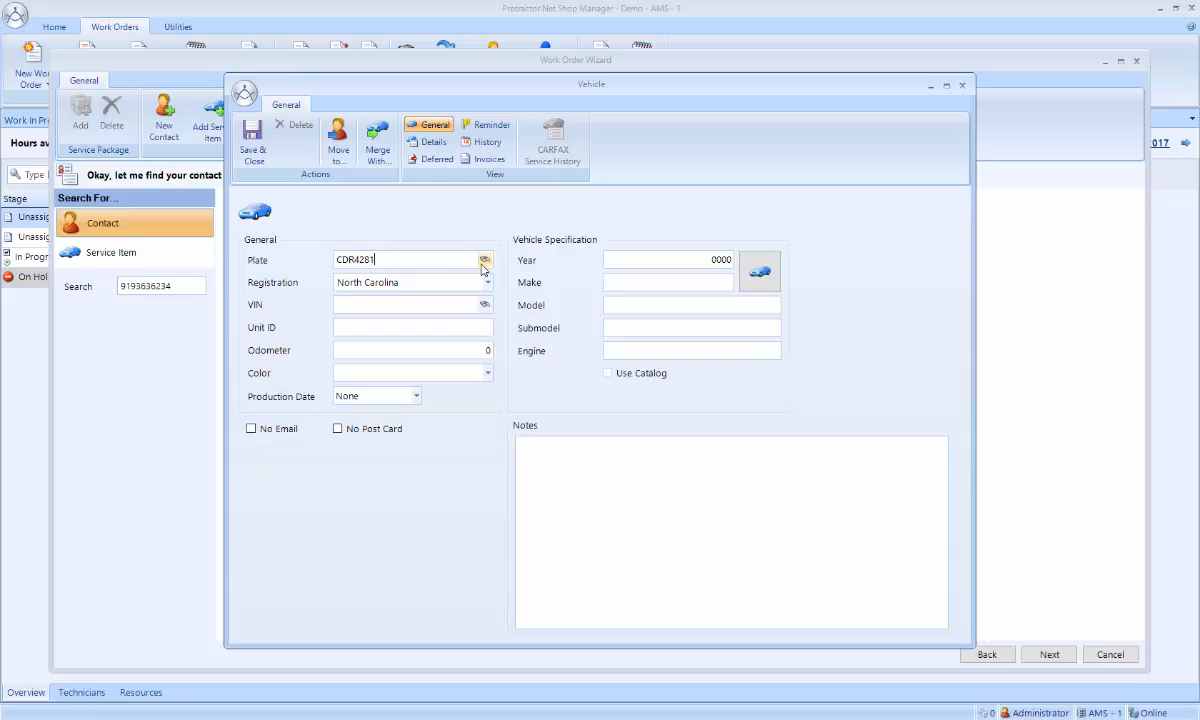 Protractor.Net Shop Manager - Demo - AMS - 1
Home
Work Orders
Utilities
New Wo
Order
Work Order Wizard
General
Add
Delete
New
Contact
Add Ser
Item
Service Package
Work In Pr
Hours av
Type
Stage
Unassig
Unassig
In Progr
On Hol
2017
Okay, let me find your contact
Search For...
Contact
Service Item
Search
9193636234
Vehicle
General
Save &
Close
Delete
Move
to...
Merge
With...
Actions
General
Details
Deferred
Reminder
History
Invoices
View
CARFAX
Service History
General
Plate
CDR4281
Registration
North Carolina
VIN
Unit ID
Odometer
0
Color
Production Date
None
No Email
No Post Card
Vehicle Specification
Year
0000
Make
Model
Submodel
Engine
Use Catalog
Notes
Back
Next
Cancel
Overview
Technicians
Resources
0
Administrator
AMS - 1
Online